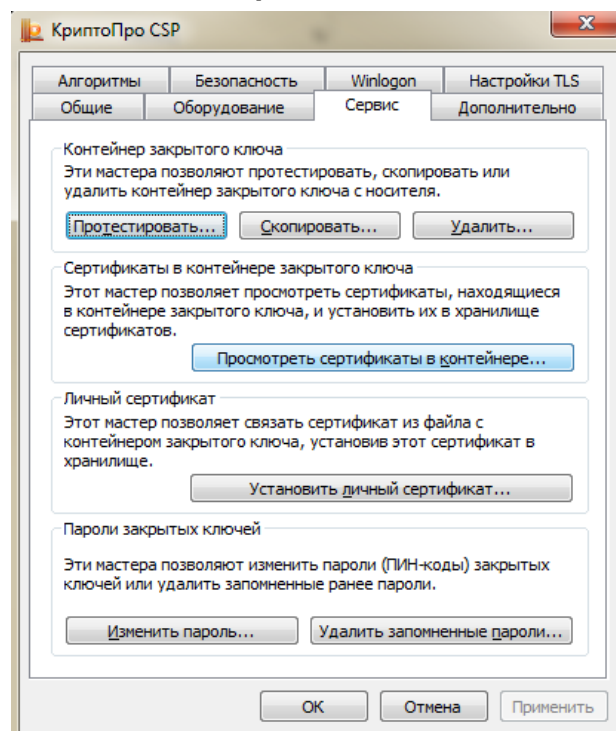 КриптоПро CSP
Алгоритмы Безопасность Winlogon Настройки TLS
Общие Оборудование Сервис Дополнительно
Контейнер закрытого ключа
Эти мастера позволяют протестировать, скопировать или
удалить контейнер закрытого ключа с носителя.
Протестировать... Скопировать... Удалить...
Сертификаты в контейнере закрытого ключа
Этот мастер позволяет просмотреть сертификаты, находящиеся
в контейнере закрытого ключа, и установить их в хранилище
сертификатов.
Просмотреть сертификаты в контейнере...
Личный сертификат
Этот мастер позволяет связать сертификат из файла с
контейнером закрытого ключа, установив этот сертификат в
хранилище.
Установить личный сертификат...
Пароли закрытых ключей
Эти мастера позволяют изменить пароли (ПИН-коды) закрытых
ключей или удалить запомненные ранее пароли.
Изменить пароль... Удалить запомненные пароли...
ОК Отмена Применить